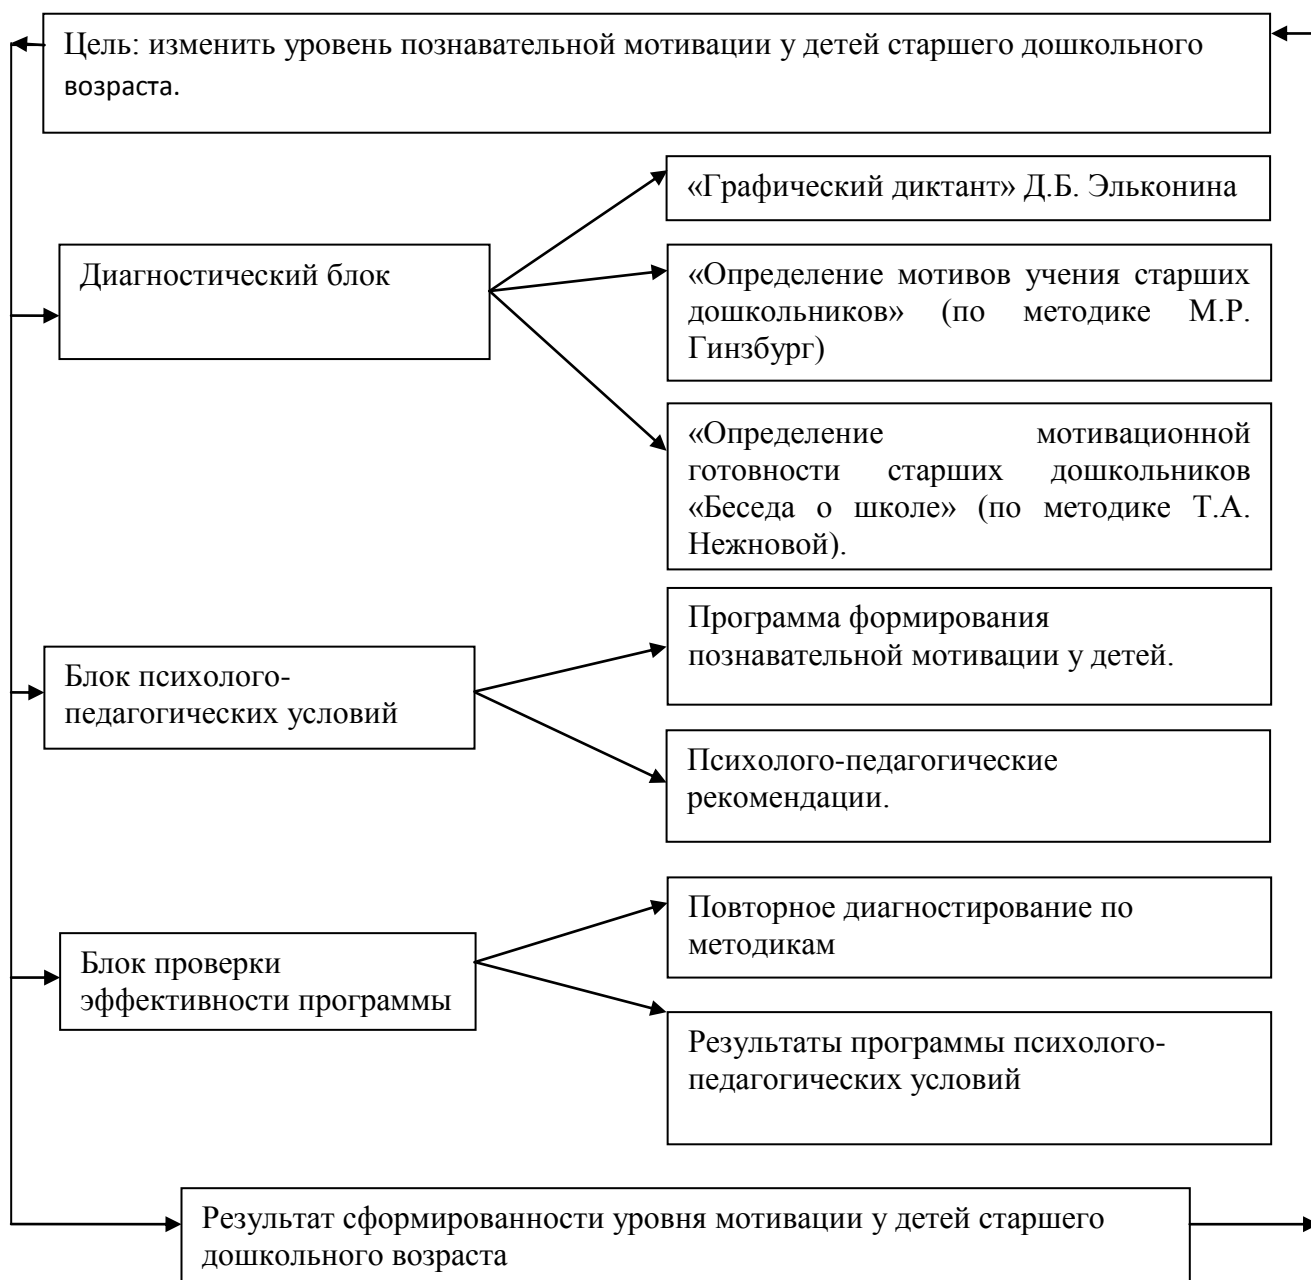 Цель: изменить уровень познавательной мотивации у детей старшего дошкольного
возраста.
«Графический диктант» Д.Б. Эльконина
Диагностический блок
«Определение мотивов учения старших
дошкольников» (по методике М.Р.
Гинзбург)
«Определение мотивационной
готовности старших дошкольников
«Беседа о школе» (по методике Т.А.
Нежновой).
Блок психолого-
педагогических условий
Программа формирования
познавательной мотивации у детей.
Психолого-педагогические
рекомендации.
Блок проверки
эффективности программы
Повторное диагностирование по
методикам
Результаты программы психолого-
педагогических условий
Результат сформированности уровня мотивации у детей старшего
дошкольного возраста